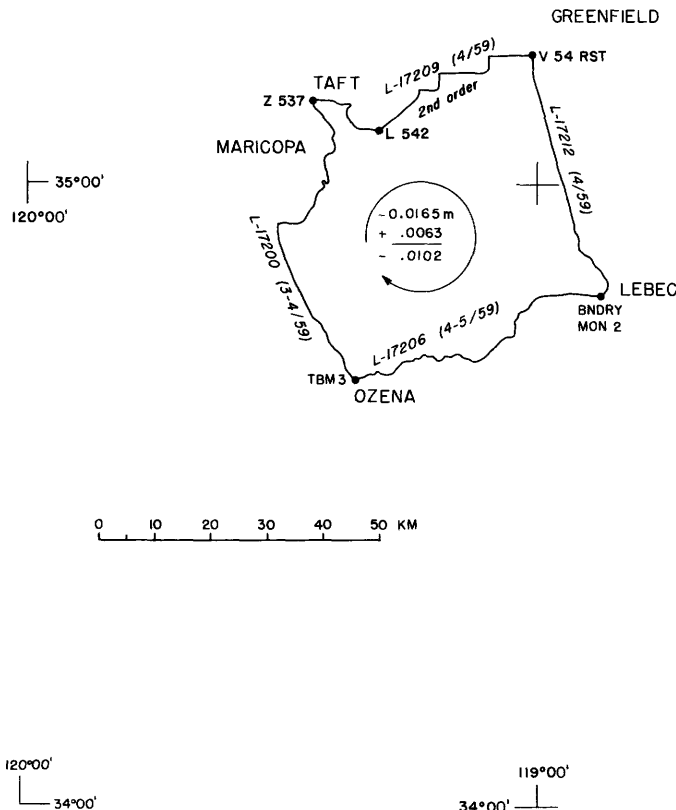 GREENFIELD
L-17209 (4/59)
V 54 RST
TAFT
2nd order
Z 537
L 542
MARICOPA
L-17212 (4/59)
35°00'
120°00'
-0.0165 m
+ .0063
- .0102
L-17200 (3-4/59)
LEBEC
BNDRY
MON 2
L-17206 (4-5/59)
TBM 3
OZENA
0 10 20 30 40 50 KM
120°00'
34°00'
119°00'
34°00'